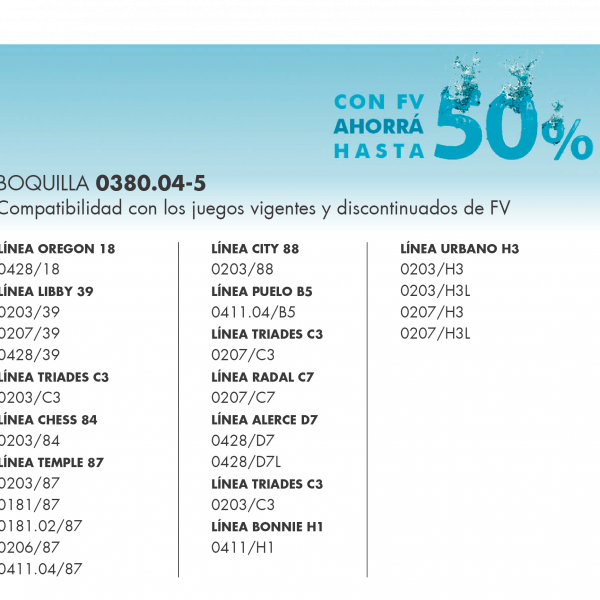 CON FV
AHORRÁ
HASTA
50%
BOQUILLA 0380.04-5
Compatibilidad con los juegos vigentes y discontinuados de FV
LÍNEA OREGON 18
0428/18
LÍNEA LIBBY 39
0203/39
0207/39
0428/39
LÍNEA TRIADES C3
0203/C3
LÍNEA CHESS 84
0203/84
LÍNEA TEMPLE 87
0203/87
0181/87
0181.02/87
0206/87
0411.04/87
LÍNEA CITY 88
0203/88
LÍNEA PUELO B5
0411.04/B5
LÍNEA TRIADES C3
0207/C3
LÍNEA RADAL C7
0207/C7
LÍNEA ALERCE D7
0428/D7
0428/D7L
LÍNEA TRIADES C3
0203/C3
LÍNEA BONNIE H1
0411/H1
LÍNEA URBANO H3
0203/H3
0203/H3L
0207/H3
0207/H3L